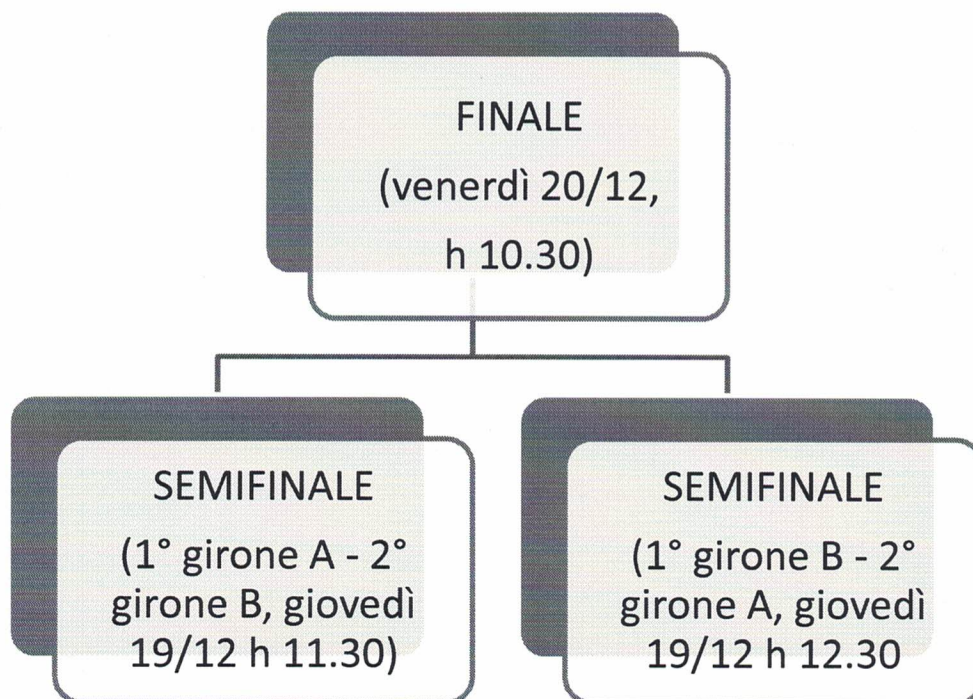 FINALE
(venerdì 20/12,
h 10.30)
SEMIFINALE
(1° girone A - 2°
girone B, giovedì
19/12 h 11.30)
SEMIFINALE
(1° girone B - 2°
girone A, giovedì
19/12 h 12.30